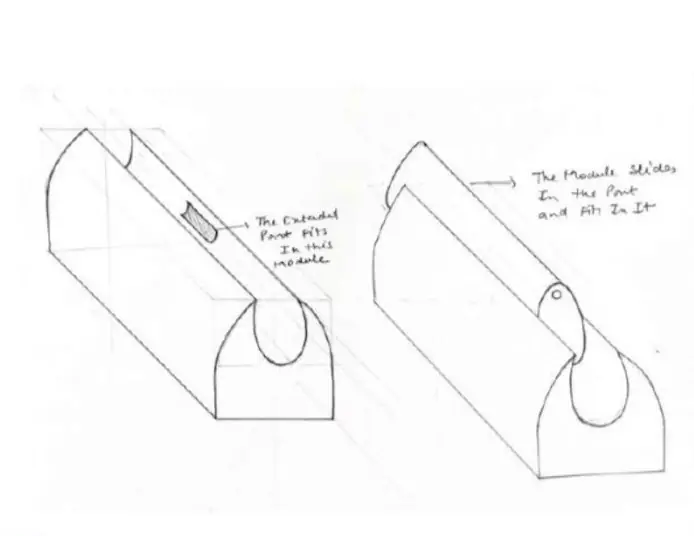 The Extended
Part Fits
In this
Module
The Module Slides
In the Part
and Fits In It